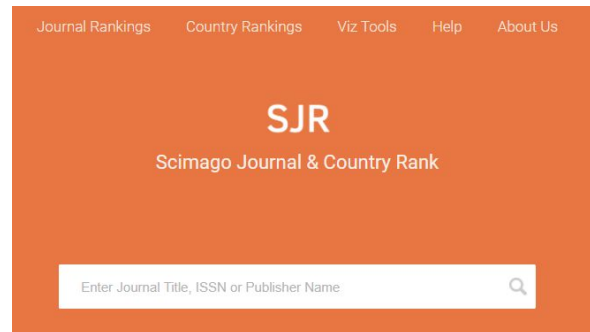 Journal Rankings Country Rankings Viz Tools Help About Us
SJR
Scimago Journal & Country Rank
Enter Journal Title, ISSN or Publisher Name